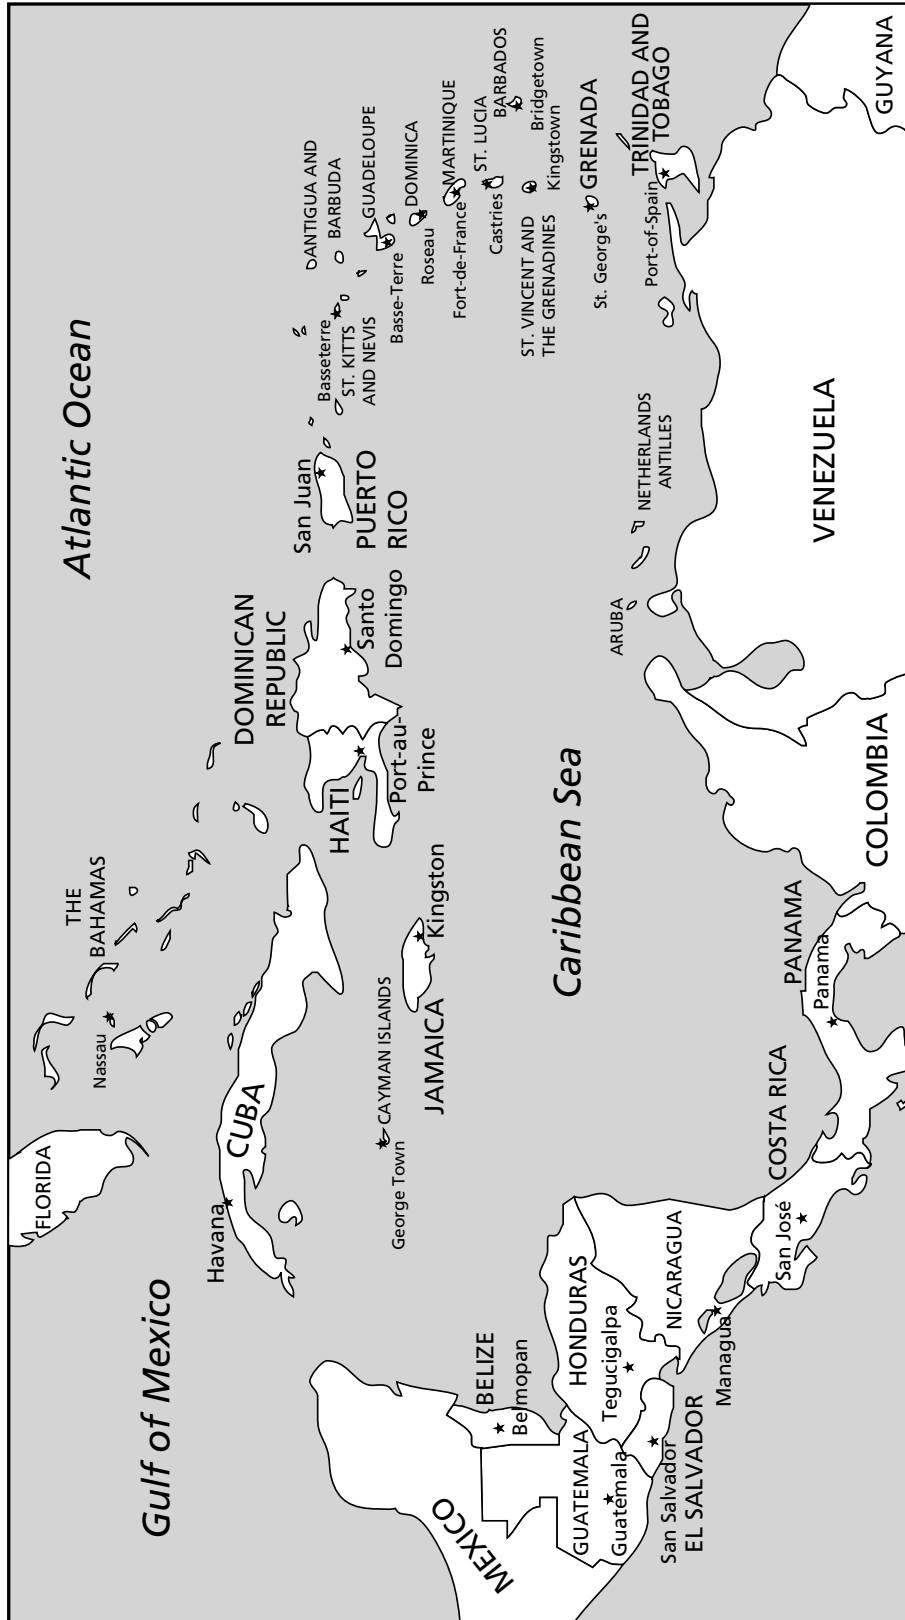 Gulf of Mexico
Atlantic Ocean
Caribbean Sea
FLORIDA
Nassau
THE
BAHAMAS
Havana
CUBA
CAYMAN ISLANDS
George Town
JAMAICA
Kingston
HAITI
Port-au-
Prince
DOMINICAN
REPUBLIC
Santo
Domingo
San Juan
PUERTO
RICO
Basseterre
ST. KITTS
AND NEVIS
ANTIGUA AND
BARBUDA
GUADELOUPE
Basse-Terre
DOMINICA
Roseau
MARTINIQUE
Fort-de-France
ST. LUCIA
Castries
BARBADOS
Bridgetown
Kingstown
ST. VINCENT AND
THE GRENADINES
GRENADA
St. George's
TRINIDAD AND
TOBAGO
Port-of-Spain
NETHERLANDS
ANTILLES
ARUBA
MEXICO
BELIZE
Belmopan
GUATEMALA
Guatemala
HONDURAS
Tegucigalpa
San Salvador
EL SALVADOR
NICARAGUA
Managua
COSTA RICA
San José
PANAMA
Panama
COLOMBIA
VENEZUELA
GUYANA